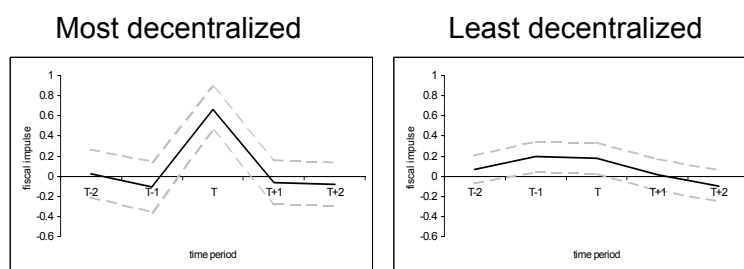 Most decentralized
Least decentralized
1
0.8
0.6
0.4
0.2
0
-0.2
-0.4
-0.6
fiscal impulse
T-2
T-1
T
T+1
T+2
time period
1
0.8
0.6
0.4
0.2
0
-0.2
-0.4
-0.6
fiscal impulse
T-2
T-1
T
T+1
T+2
time period